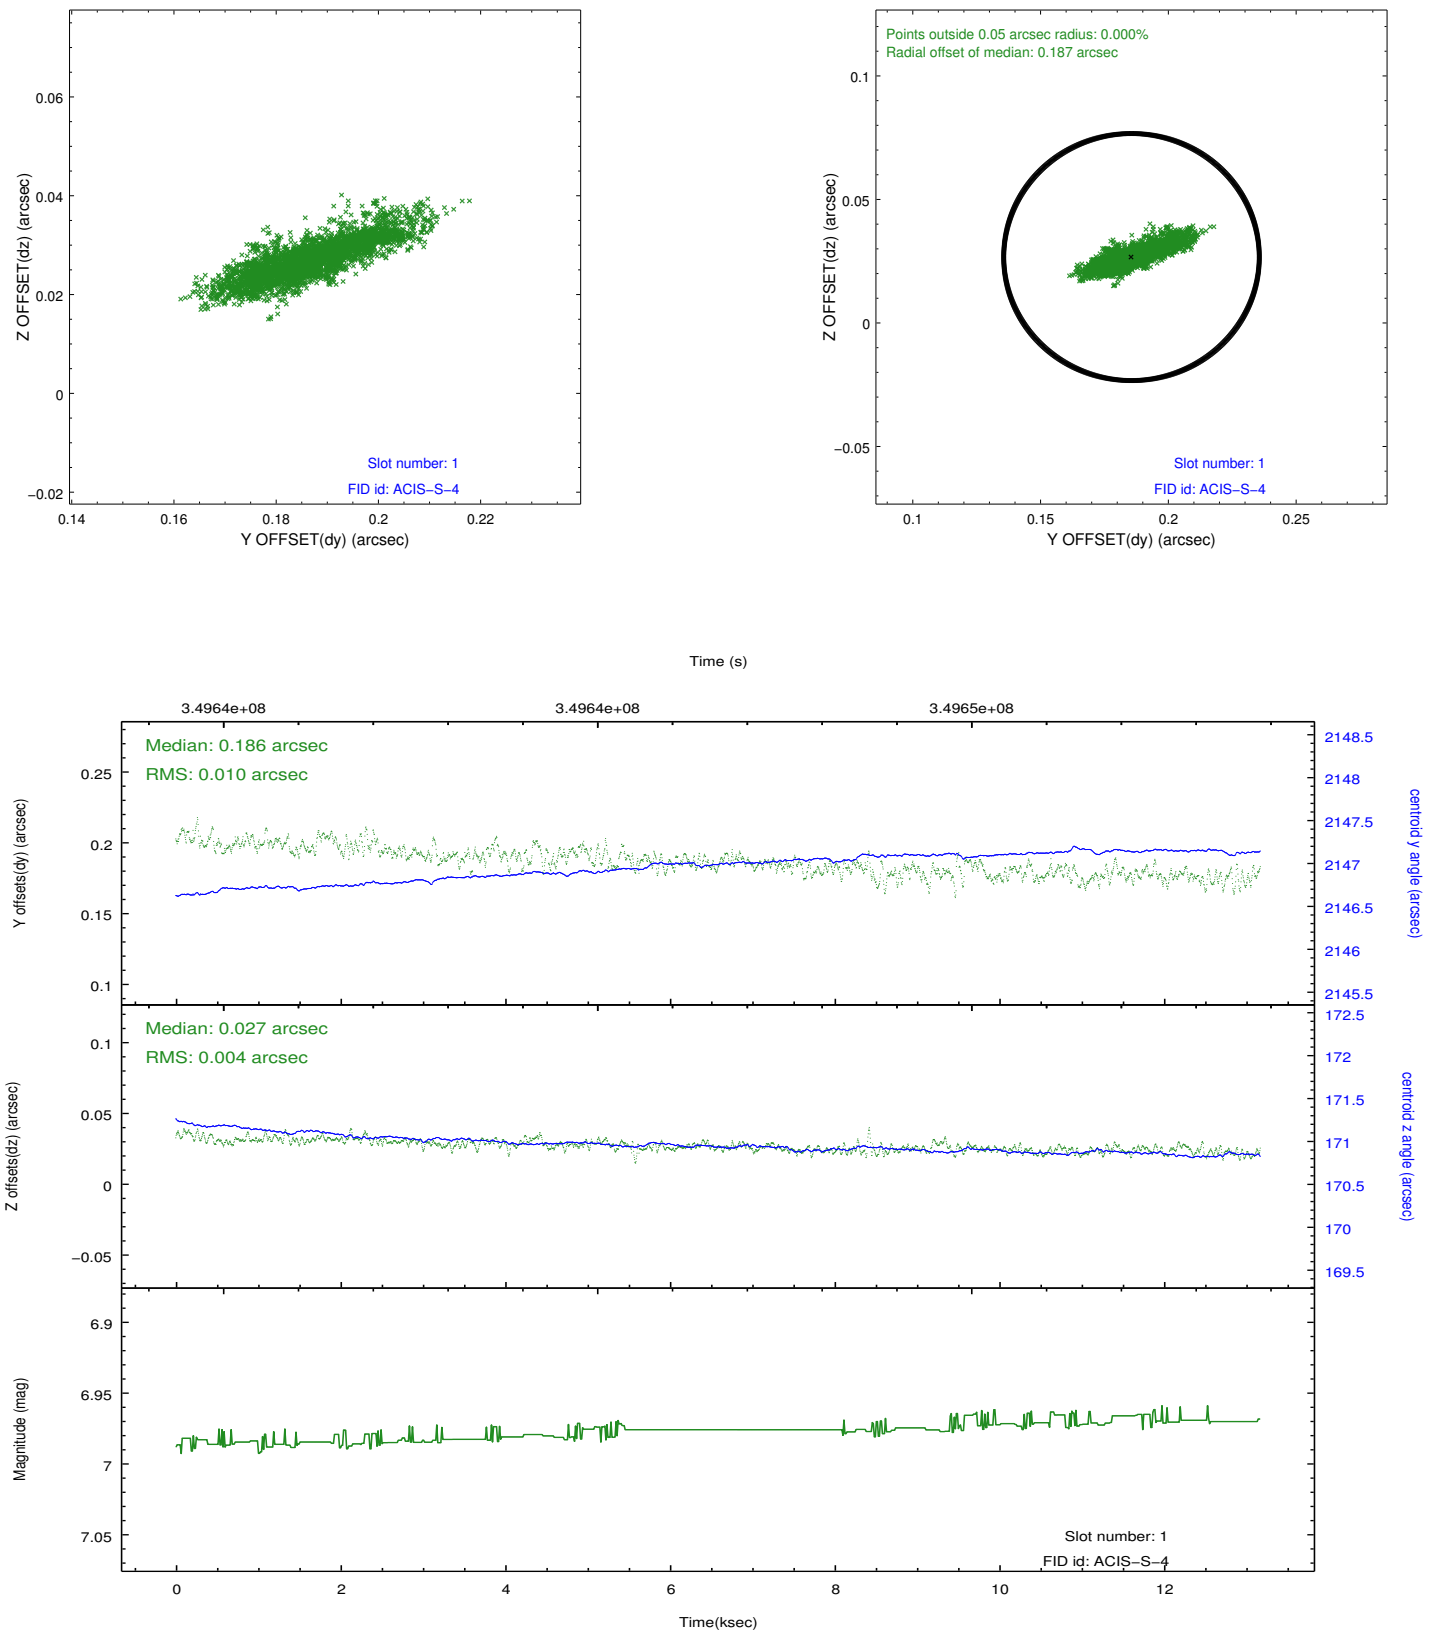 0.06
0.04
0.02
0
−0.02
Z OFFSET(dz) (arcsec)
Slot number: 1
FID id: ACIS−S−4
0.14
0.16
0.18
0.2
0.22
Y OFFSET(dy) (arcsec)
Points outside 0.05 arcsec radius: 0.000%
Radial offset of median: 0.187 arcsec
0.1
0.05
0
−0.05
Z OFFSET(dz) (arcsec)
Slot number: 1
FID id: ACIS−S−4
0.1
0.15
0.2
0.25
Y OFFSET(dy) (arcsec)
Time (s)
3.4964e+08
3.4964e+08
3.4965e+08
Median: 0.186 arcsec
RMS: 0.010 arcsec
0.25
0.2
0.15
0.1
Y offsets(dy) (arcsec)
2148.5
2148
2147.5
2147
2146.5
2146
2145.5
centroid y angle (arcsec)
Median: 0.027 arcsec
RMS: 0.004 arcsec
0.1
0.05
0
−0.05
Z offsets(dz) (arcsec)
172.5
172
171.5
171
170.5
170
169.5
centroid z angle (arcsec)
6.9
6.95
7
7.05
Magnitude (mag)
Slot number: 1
FID id: ACIS−S−4
0
2
4
6
8
10
12
Time(ksec)